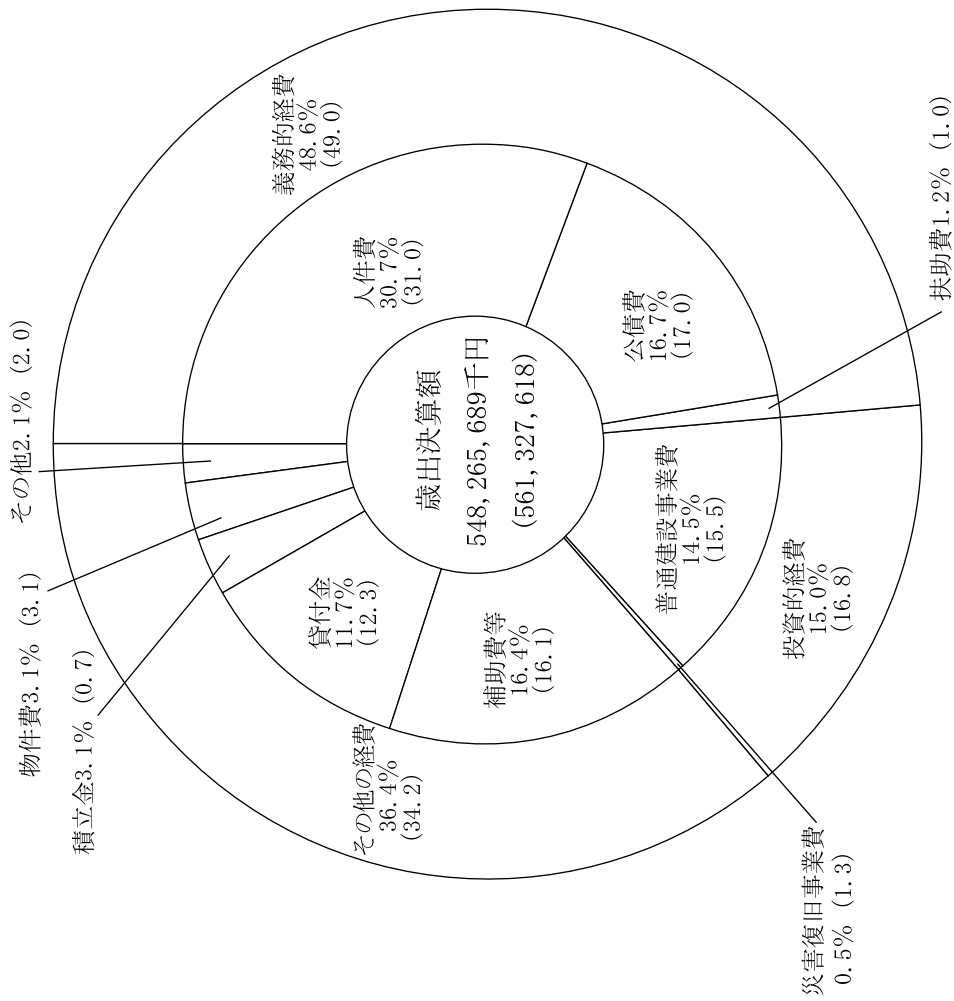 歳出決算額
548,265,689千円
(561,327,618)
義務的経費
48.6%
(49.0)
人件費
30.7%
(31.0)
公債費
16.7%
(17.0)
扶助費1.2% (1.0)
投資的経費
15.0%
(16.8)
普通建設事業費
14.5%
(15.5)
災害復旧事業費
0.5% (1.3)
その他の経費
36.4%
(34.2)
補助費等
16.4%
(16.1)
貸付金
11.7%
(12.3)
積立金3.1% (0.7)
物件費3.1% (3.1)
その他2.1% (2.0)